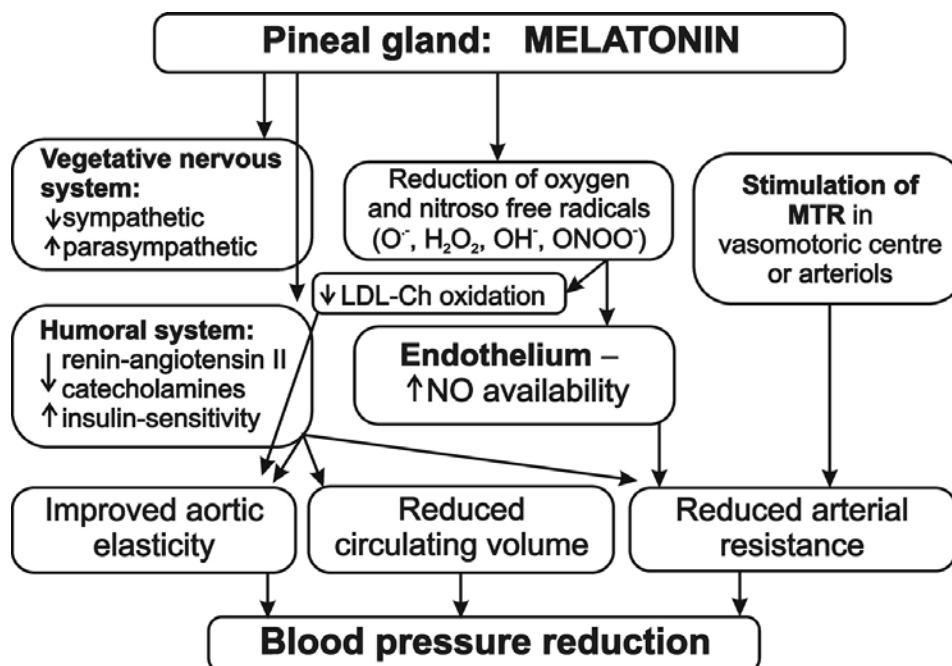 Pineal gland: MELATONIN
Vegetative nervous
system:
↓sympathetic
↑parasympathetic
Reduction of oxygen
and nitroso free radicals
(O·⁻, H₂O₂, OH⁻, ONOO⁻)
Stimulation of
MTR in
vasomotoric centre
or arteriols
↓LDL-Ch oxidation
Humoral system:
↓ renin-angiotensin II
catecholamines
↑ insulin-sensitivity
Endothelium –
↑NO availability
Improved aortic
elasticity
Reduced
circulating volume
Reduced arterial
resistance
Blood pressure reduction